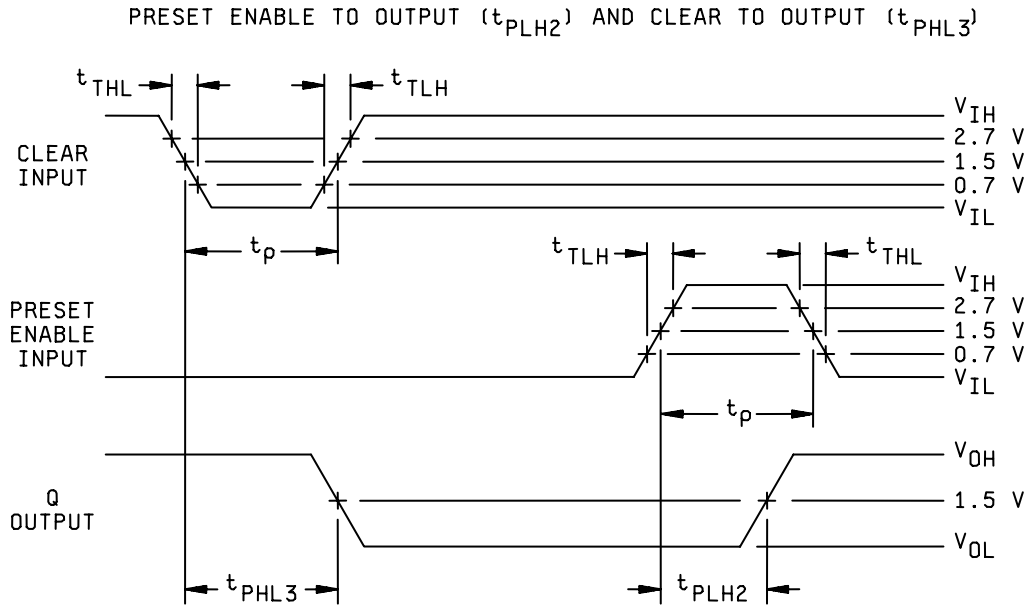 PRESET ENABLE TO OUTPUT (tPLH2) AND CLEAR TO OUTPUT (tPHL3)
tTHL
tTLH
CLEAR
INPUT
VIH
2.7 V
1.5 V
0.7 V
VIL
tp
tTLH
tTHL
PRESET
ENABLE
INPUT
VIH
2.7 V
1.5 V
0.7 V
VIL
tp
Q
OUTPUT
VOH
1.5 V
VOL
tPHL3
tPLH2